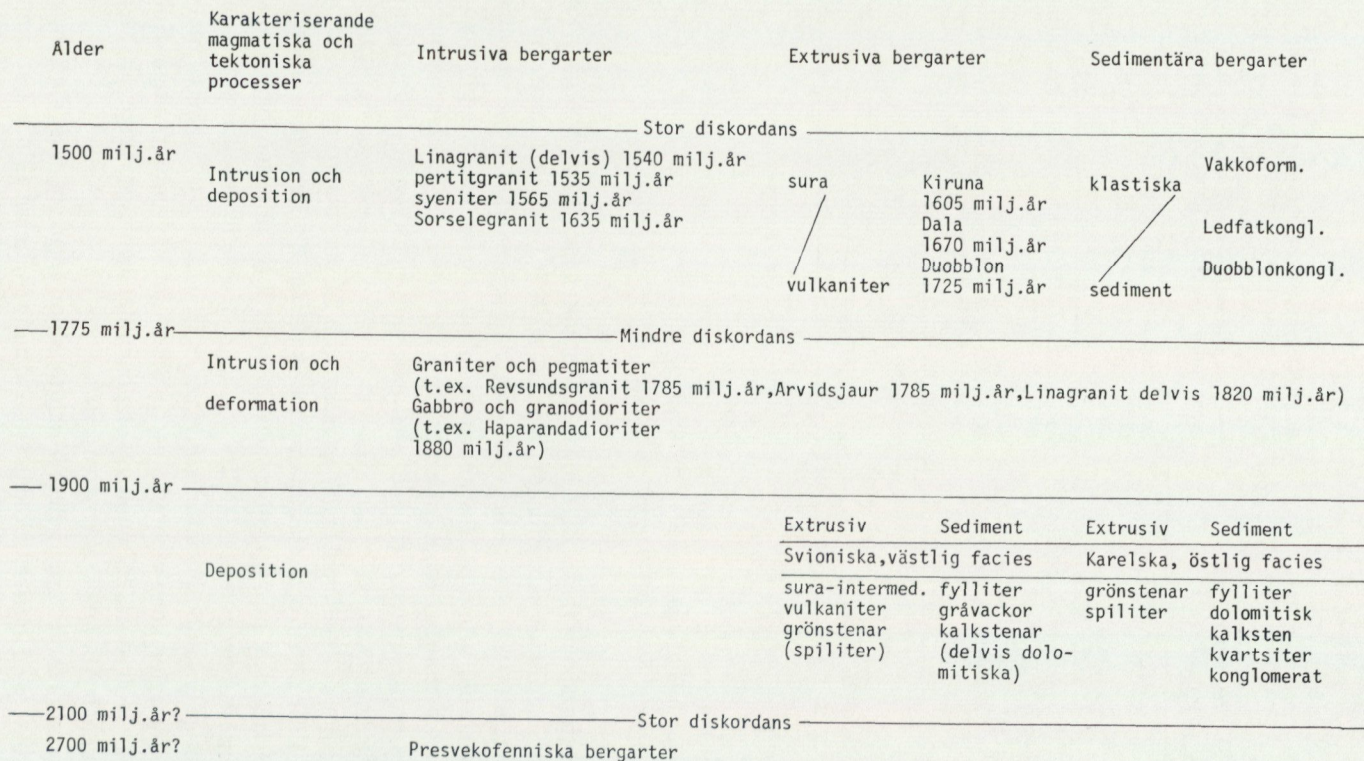 Ålder
Karakteriserande
magmatiska och
tektoniska
processer
Intrusiva bergarter
Extrusiva bergarter
Sedimentära bergarter
Stor diskordans
1500 milj.år
Intrusion och
deposition
Linagranit (delvis) 1540 milj.år
pertitgranit 1535 milj.år
syeniter 1565 milj.år
Sorselegranit 1635 milj.år
sura
vulkaniter
Kiruna
1605 milj.år
Dala
1670 milj.år
Duobblon
1725 milj.år
klastiska
sediment
Vakkoform.
Ledfatkongl.
Duobblonkongl.
1775 milj.år
Mindre diskordans
Intrusion och
deformation
Graniter och pegmatiter
(t.ex. Revsundsgranit 1785 milj.år,Arvidsjaur 1785 milj.år,Linagranit delvis 1820 milj.år)
Gabbro och granodioriter
(t.ex. Haparandadioriter
1880 milj.år)
1900 milj.år
Deposition
Extrusiv Sediment Extrusiv Sediment
Svioniska,västlig facies Karelska, östlig facies
sura-intermed. fylliter grönstenar fylliter
vulkaniter gråvackor spiliter dolomitisk
grönstenar kalkstenar kalksten
(spiliter) (delvis dolo- kvartsiter
mitiska) konglomerat
2100 milj.år?
Stor diskordans
2700 milj.år?
Presvekofenniska bergarter